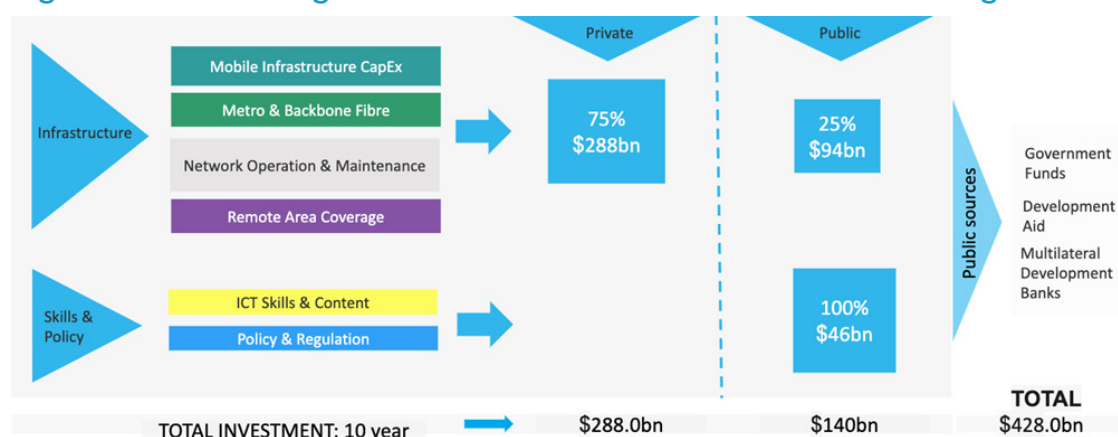 Private
Public
Infrastructure
Mobile Infrastructure CapEx
Metro & Backbone Fibre
Network Operation & Maintenance
Remote Area Coverage
75%
$288bn
25%
$94bn
Public sources
Government
Funds
Development
Aid
Multilateral
Development
Banks
Skills &
Policy
ICT Skills & Content
Policy & Regulation
100%
$46bn
TOTAL
TOTAL INVESTMENT: 10 year
$288.0bn
$140bn
$428.0bn